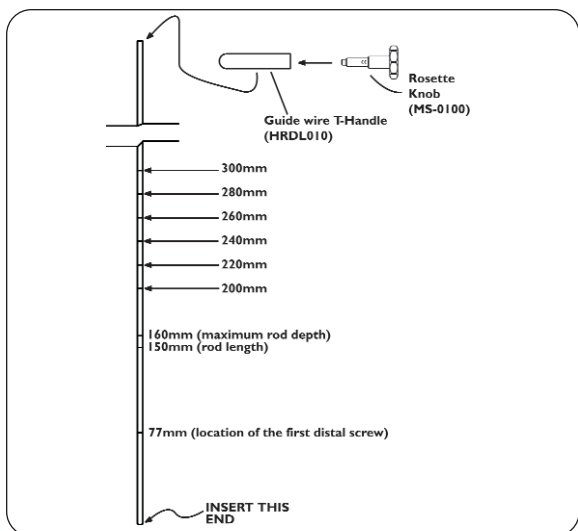 Rosette
Knob
(MS-0100)
Guide wire T-Handle
(HRDL010)
300mm
280mm
260mm
240mm
220mm
200mm
160mm (maximum rod depth)
150mm (rod length)
77mm (location of the first distal screw)
INSERT THIS
END